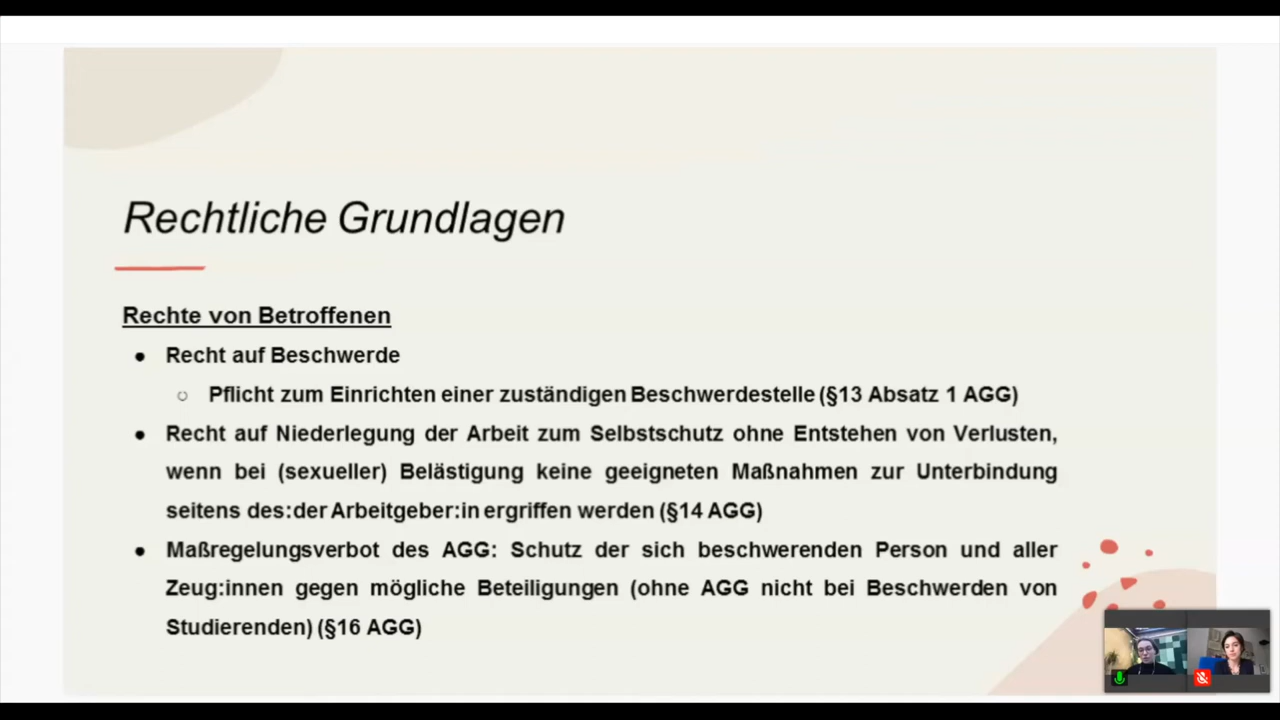 Rechtliche Grundlagen
Rechte von Betroffenen
● Recht auf Beschwerde
○ Pflicht zum Einrichten einer zuständigen Beschwerdestelle (§13 Absatz 1 AGG)
● Recht auf Niederlegung der Arbeit zum Selbstschutz ohne Entstehen von Verlusten,
wenn bei (sexueller) Belästigung keine geeigneten Maßnahmen zur Unterbindung
seitens des:der Arbeitgeber:in ergriffen werden (§14 AGG)
● Maßregelungsverbot des AGG: Schutz der sich beschwerenden Person und aller
Zeug:innen gegen mögliche Beteiligungen (ohne AGG nicht bei Beschwerden von
Studierenden) (§16 AGG)